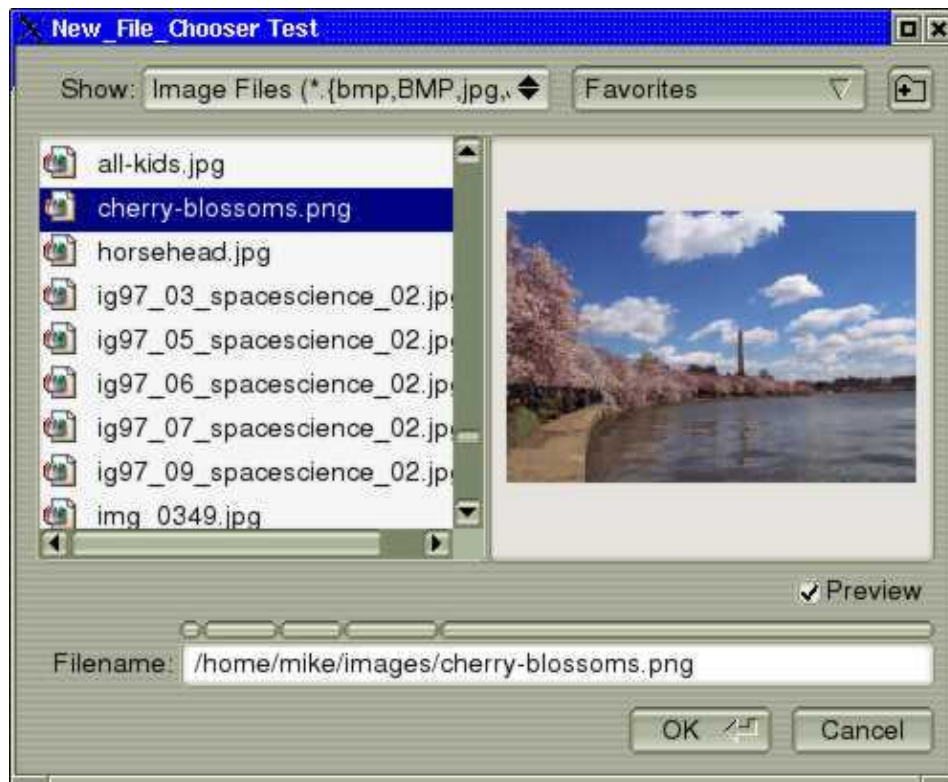 New_File_Chooser Test
Show: Image Files (*.{bmp,BMP,jpg, Favorites
all-kids.jpg
cherry-blossoms.png
horsehead.jpg
ig97_03_spacescience_02.jp
ig97_05_spacescience_02.jp
ig97_06_spacescience_02.jp
ig97_07_spacescience_02.jp
ig97_09_spacescience_02.jp
img_0349.jpg
Preview
Filename: /home/mike/images/cherry-blossoms.png
OK Cancel